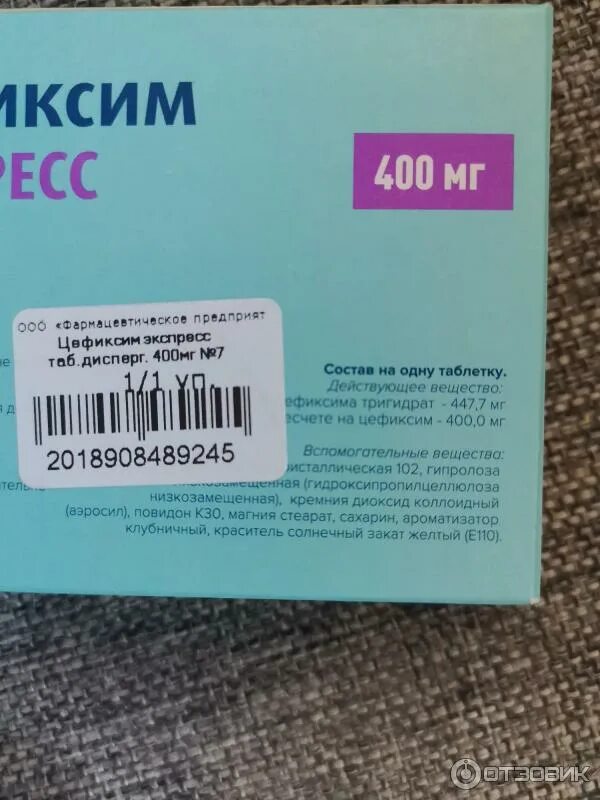 ИКСИМ
РЕСС
400 мг
ООО «Фармацевтическое предприят
Цефиксим экспресс
таб.дисперг. 400мг №7
1/1 уп.
2018908489245
Состав на одну таблетку.
Действующее вещество:
ефиксима тригидрат - 447,7 мг
есчете на цефиксим - 400,0 мг
Вспомогательные вещества:
ристаллическая 102, гипролоза
низкозамещенная (гидроксипропилцеллюлоза
низкозамещенная), кремния диоксид коллоидный
(аэросил), повидон К30, магния стеарат, сахарин, ароматизатор
клубничный, краситель солнечный закат желтый (Е110).
ОТЗОВИК